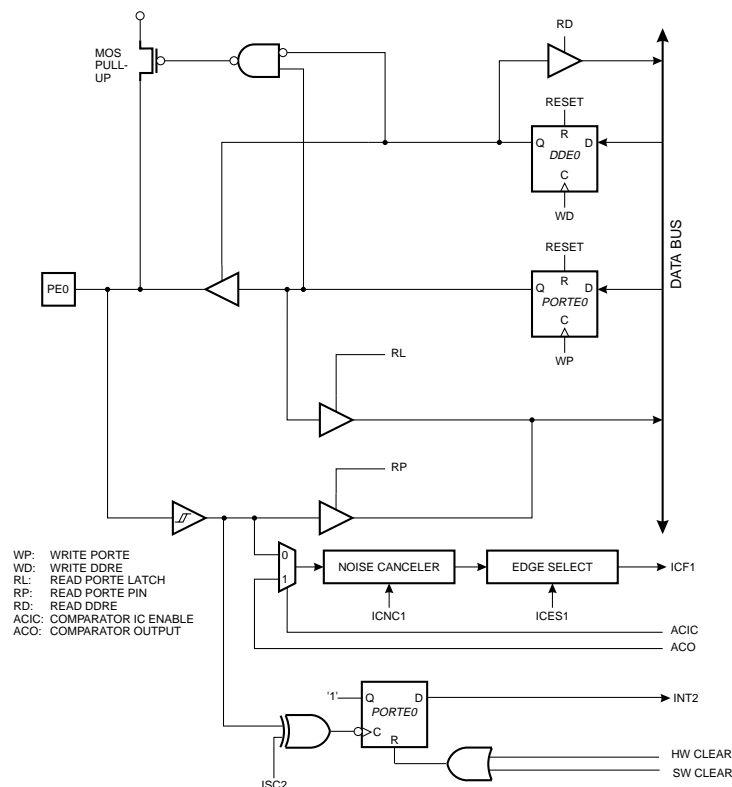 RD
MOS
PULL-
UP
RESET
R
Q
D
DDE0
C
WD
DATA BUS
RESET
PE0
R
Q
D
PORTE0
C
WP
RL
RP
WP: WRITE PORTE
WD: WRITE DDRE
RL: READ PORTE LATCH
RP: READ PORTE PIN
RD: READ DDRE
ACIC: COMPARATOR IC ENABLE
ACO: COMPARATOR OUTPUT
0
1
NOISE CANCELER
EDGE SELECT
ICF1
ICNC1
ICES1
ACIC
ACO
'1'
Q
D
INT2
PORTE0
C
R
HW CLEAR
SW CLEAR
ISC2